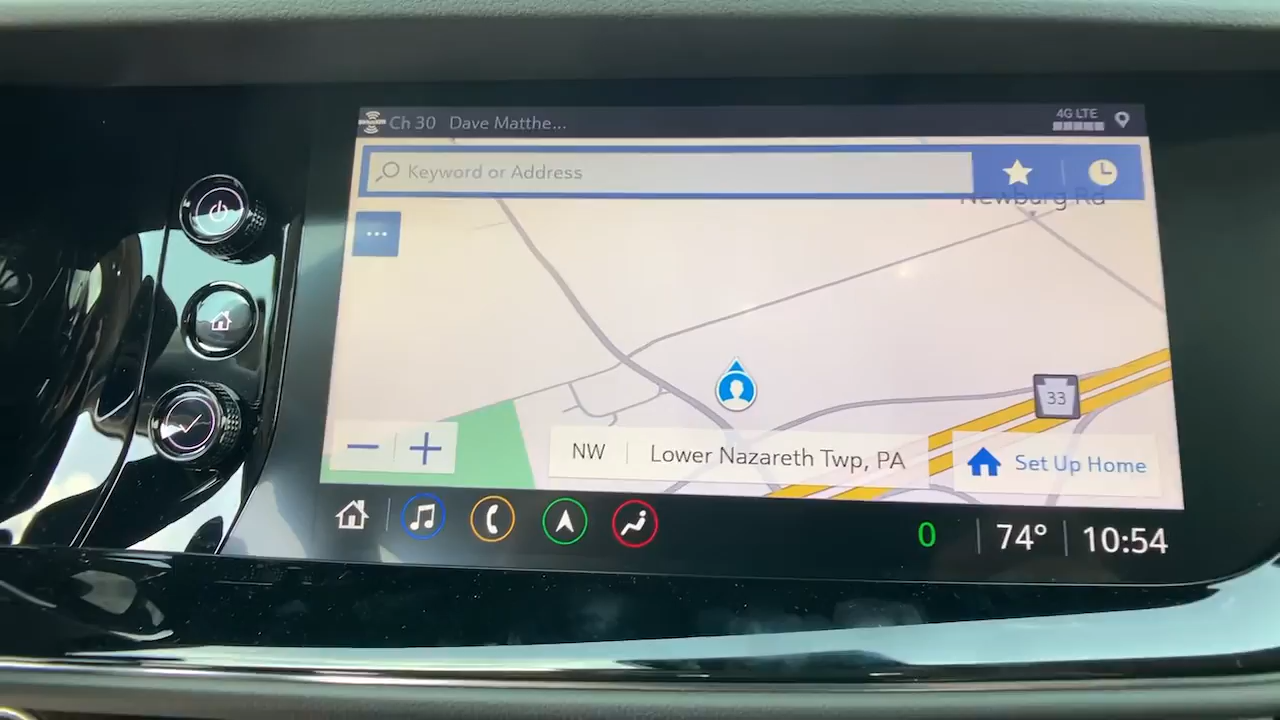 Ch 30 Dave Matthe...
4G LTE
Keyword or Address
Newburg Rd
...
33
NW
Lower Nazareth Twp, PA
Set Up Home
0
74°
10:54